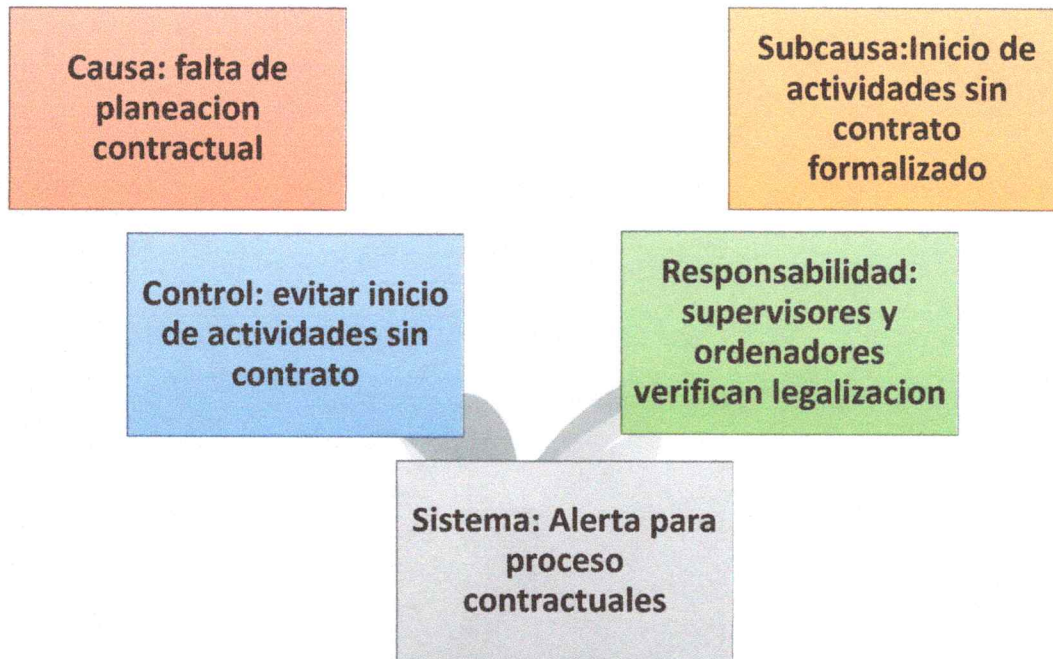 Causa: falta de
planeacion
contractual
Subcausa:Inicio de
actividades sin
contrato
formalizado
Control: evitar inicio
de actividades sin
contrato
Responsabilidad:
supervisores y
ordenadores
verifican legalizacion
Sistema: Alerta para
proceso
contractuales